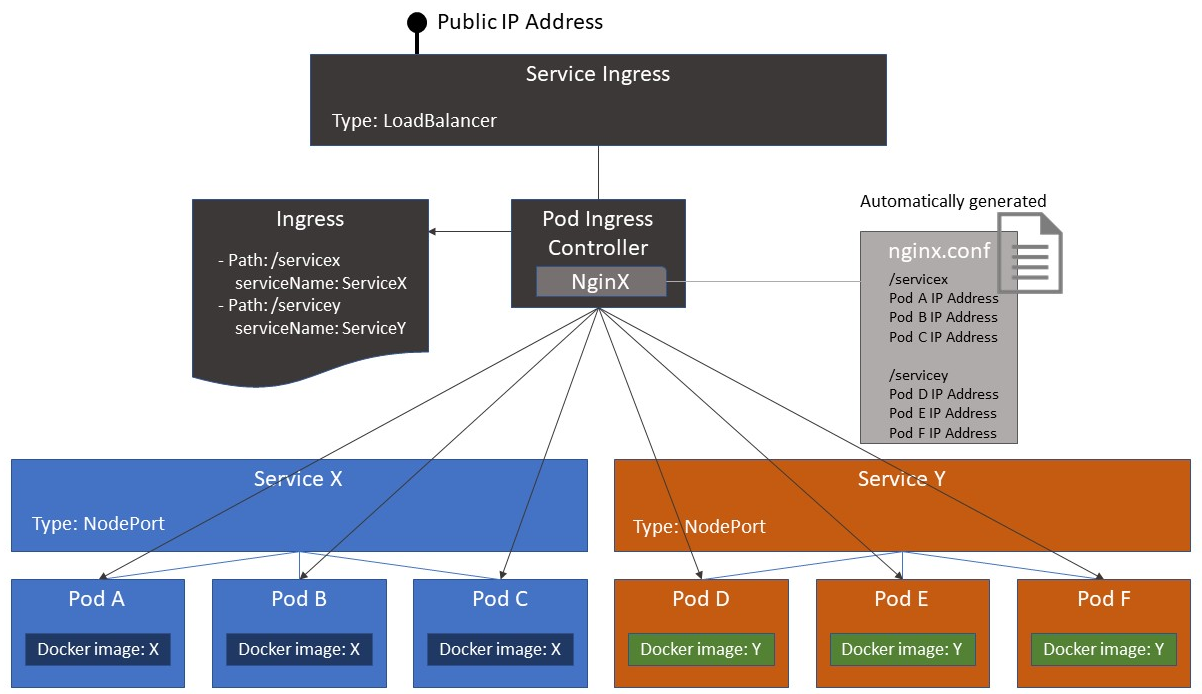 Public IP Address
Service Ingress
Type: LoadBalancer
Ingress
- Path: /servicex
serviceName: ServiceX
- Path: /servicey
serviceName: ServiceY
Pod Ingress
Controller
NginX
Automatically generated
nginx.conf
/servicex
Pod A IP Address
Pod B IP Address
Pod C IP Address
/servicey
Pod D IP Address
Pod E IP Address
Pod F IP Address
Service X
Type: NodePort
Service Y
Type: NodePort
Pod A
Docker image: X
Pod B
Docker image: X
Pod C
Docker image: X
Pod D
Docker image: Y
Pod E
Docker image: Y
Pod F
Docker image: Y